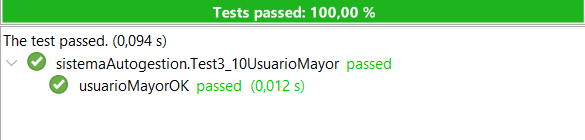 Tests passed: 100,00 %
The test passed. (0,094 s)
sistemaAutogestion.Test3_10UsuarioMayor passed
usuarioMayorOK passed (0,012 s)